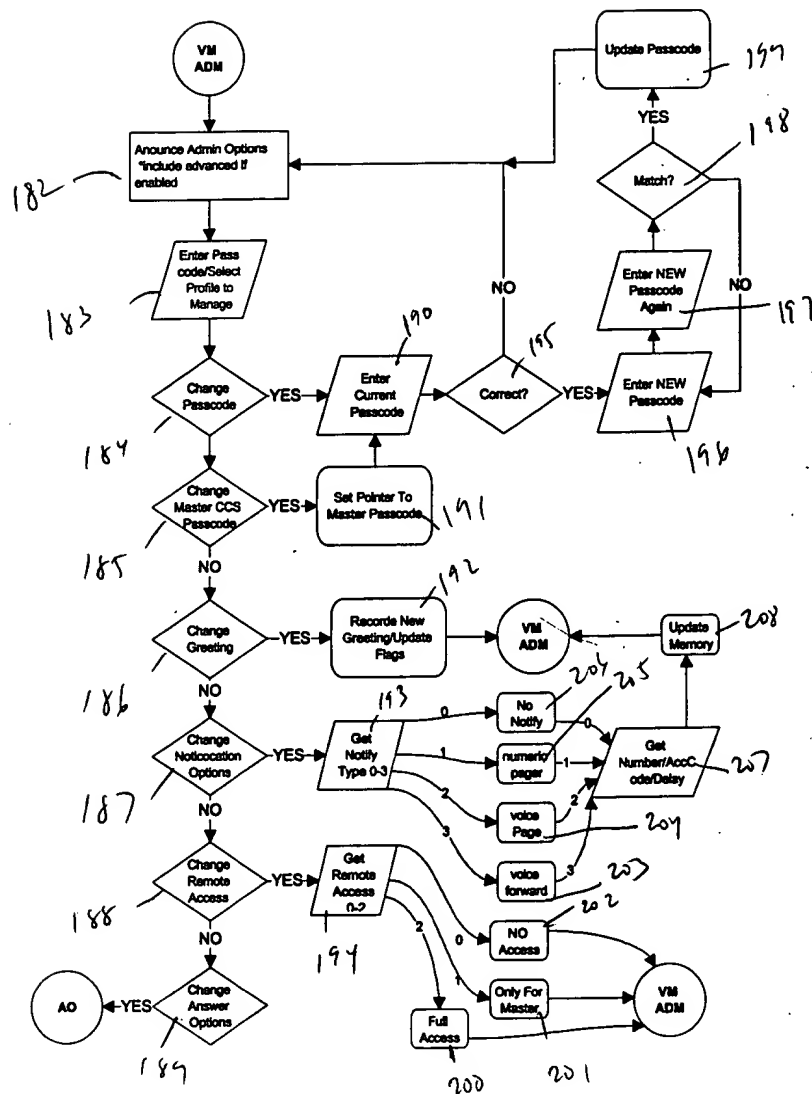 VM
ADM
Update Passcode
199
YES
198
Anounce Admin Options
*include advanced if
enabled
182
Match?
Enter Pass
code/Select
Profile to
Manage
183
NO
Enter NEW
Passcode
Again
NO
197
190
195
Change
Passcode
YES
Enter
Current
Passcode
Correct?
YES
Enter NEW
Passcode
184
196
Change
Master CCS
Passcode
YES
Set Pointer To
Master Passcode
191
185
NO
192
Change
Greeting
YES
Recorde New
Greeting/Update
Flags
VM
ADM
Update
Memory
208
186
NO
193
205
Change
Noticocation
Options
YES
Get
Notify
Type 0-3
0
No
Notify
0
1
numeric
pager
1
Get
Number/AccC
ode/Delay
207
187
2
voice
Page
2
204
NO
3
voice
forward
3
203
Change
Remote
Access
YES
Get
Remote
Access
0-2
202
188
0
NO
Access
NO
194
2
1
Only For
Master
VM
ADM
AO
YES
Change
Answer
Options
Full
Access
189
200
201